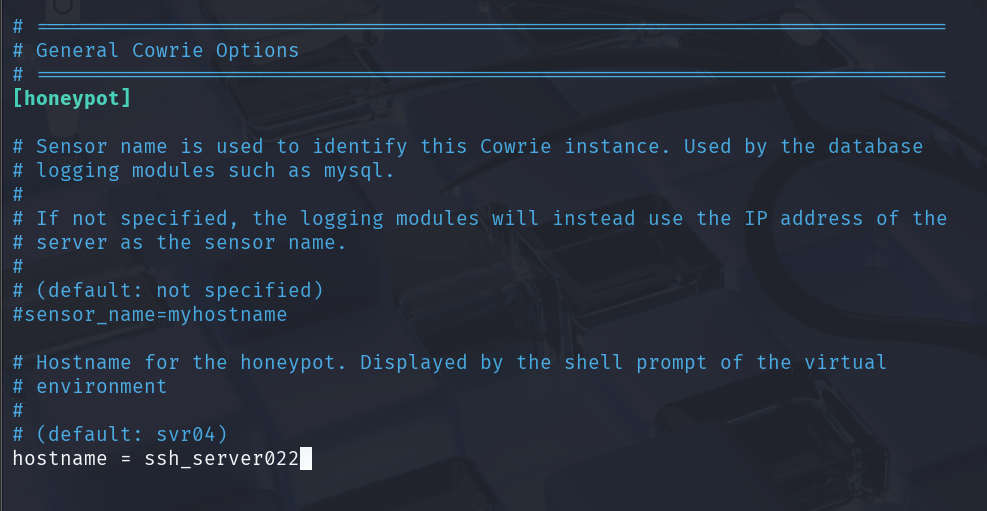 # ============================================================================
# General Cowrie Options
# ============================================================================
[honeypot]
# Sensor name is used to identify this Cowrie instance. Used by the database
# logging modules such as mysql.
#
# If not specified, the logging modules will instead use the IP address of the
# server as the sensor name.
#
# (default: not specified)
#sensor_name=myhostname
# Hostname for the honeypot. Displayed by the shell prompt of the virtual
# environment
#
# (default: svr04)
hostname = ssh_server022